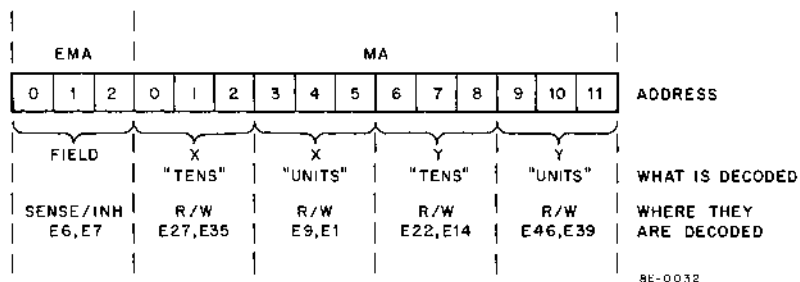 EMA MA
0 1 2 0 1 2 3 4 5 6 7 8 9 10 11 ADDRESS
FIELD X "TENS" X "UNITS" Y "TENS" Y "UNITS" WHAT IS DECODED
SENSE/INH R/W R/W R/W R/W WHERE THEY
E6,E7 E27,E35 E9,E1 E22,E14 E46,E39 ARE DECODED
8E-0032